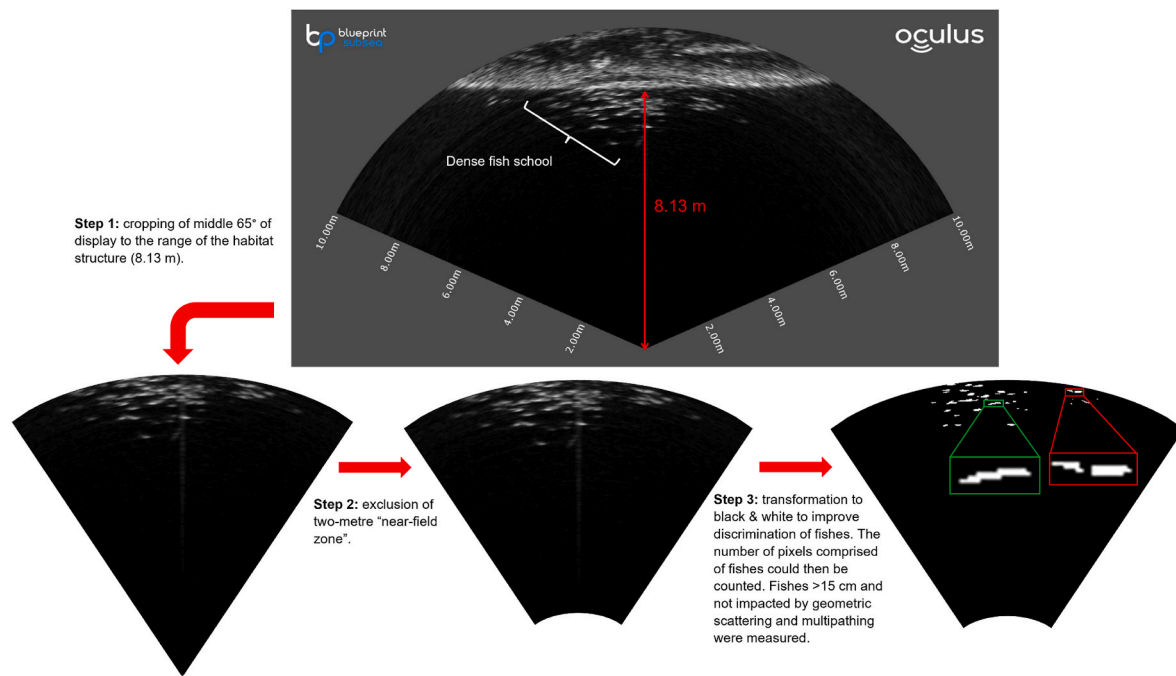 bp blueprint
subsea
oculus
Dense fish school
8.13 m
10.00m
8.00m
6.00m
4.00m
2.00m
10.00m
8.00m
6.00m
4.00m
2.00m
Step 1: cropping of middle 65° of
display to the range of the habitat
structure (8.13 m).
Step 2: exclusion of
two-metre “near-field
zone”.
Step 3: transformation to
black & white to improve
discrimination of fishes. The
number of pixels comprised
of fishes could then be
counted. Fishes >15 cm and
not impacted by geometric
scattering and multipathing
were measured.